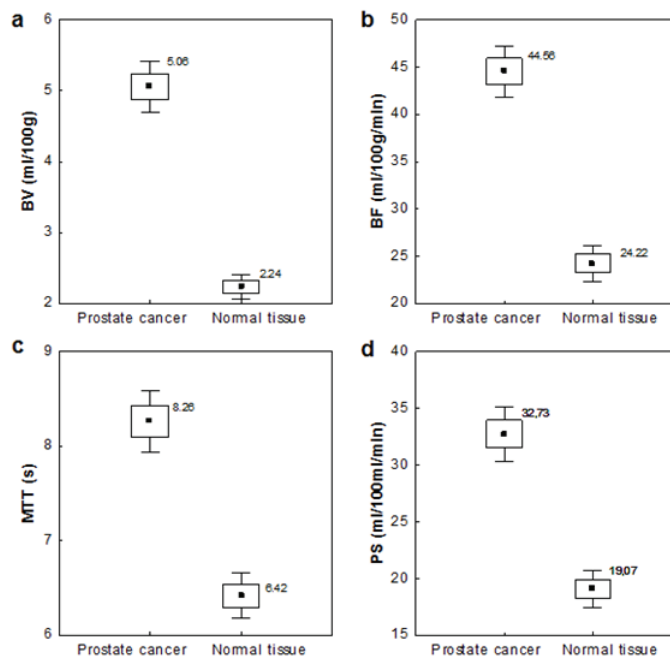 a
6
5
4
3
2
BV (ml/100g)
5.06
2.24
Prostate cancer
Normal tissue
b
50
45
40
35
30
25
20
BF (ml/100g/min)
44.56
24.22
Prostate cancer
Normal tissue
c
9
8
7
6
MTT (s)
8.26
6.42
Prostate cancer
Normal tissue
d
40
35
30
25
20
15
PS (ml/100ml/min)
32,73
19,07
Prostate cancer
Normal tissue